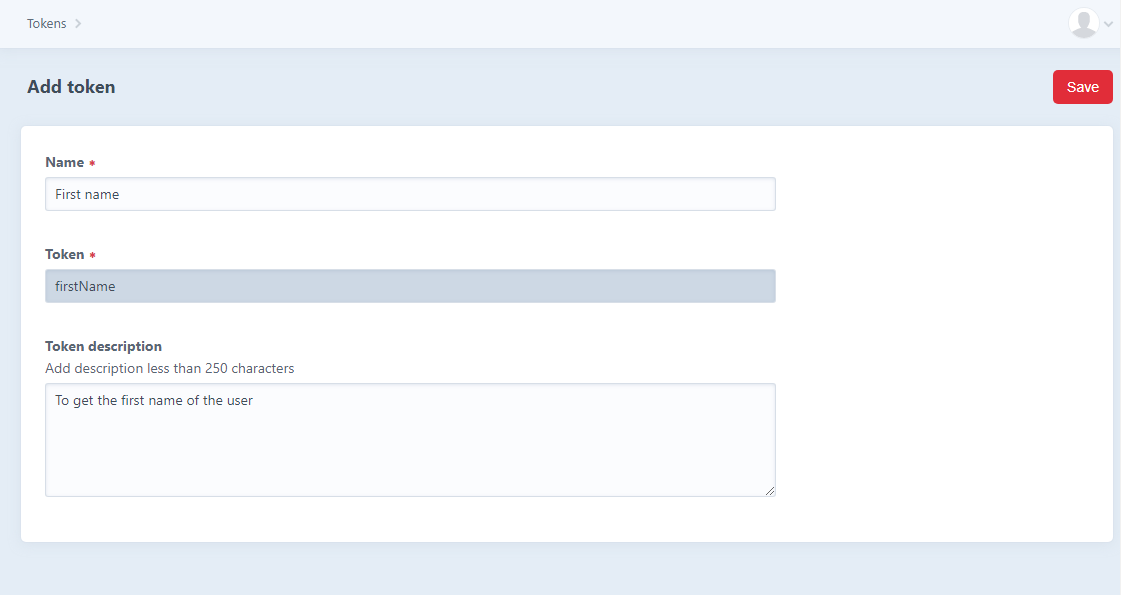 Tokens
Add token
Save
Name *
First name
Token *
firstName
Token description
Add description less than 250 characters
To get the first name of the user